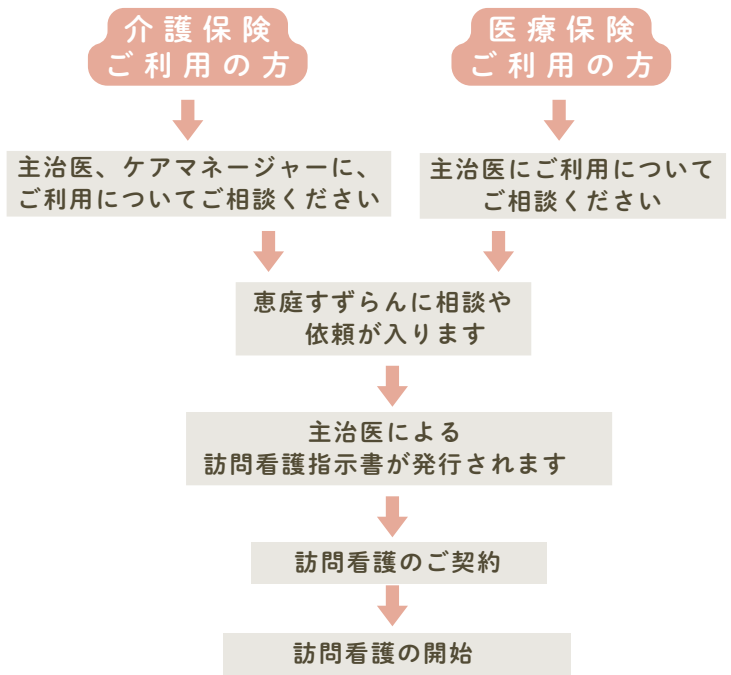 介護保険
ご利用の方
医療保険
ご利用の方
主治医、ケアマネージャーに、
ご利用についてご相談ください
主治医にご利用について
ご相談ください
恵庭すずらんに相談や
依頼が入ります
主治医による
訪問看護指示書が発行されます
訪問看護のご契約
訪問看護の開始